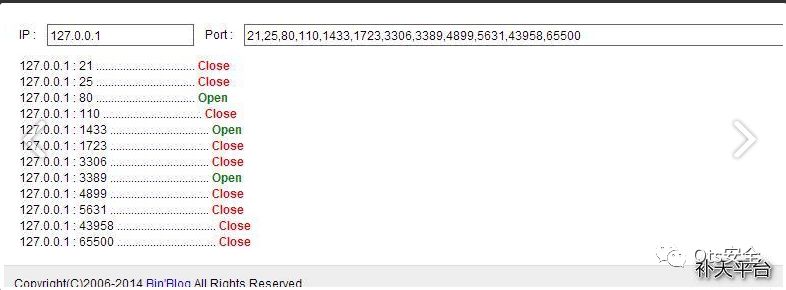 IP : 127.0.0.1 Port : 21,25,80,110,1433,1723,3306,3389,4899,5631,43958,65500
127.0.0.1 : 21 ................................. Close
127.0.0.1 : 25 ................................. Close
127.0.0.1 : 80 ................................. Open
127.0.0.1 : 110 ................................. Close
127.0.0.1 : 1433 ................................. Open
127.0.0.1 : 1723 ................................. Close
127.0.0.1 : 3306 ................................. Close
127.0.0.1 : 3389 ................................. Open
127.0.0.1 : 4899 ................................. Close
127.0.0.1 : 5631 ................................. Close
127.0.0.1 : 43958 ................................. Close
127.0.0.1 : 65500 ................................. Close
Ots安全
补天平台
Copyright(C)2006-2014 Bin'Blog All Rights Reserved